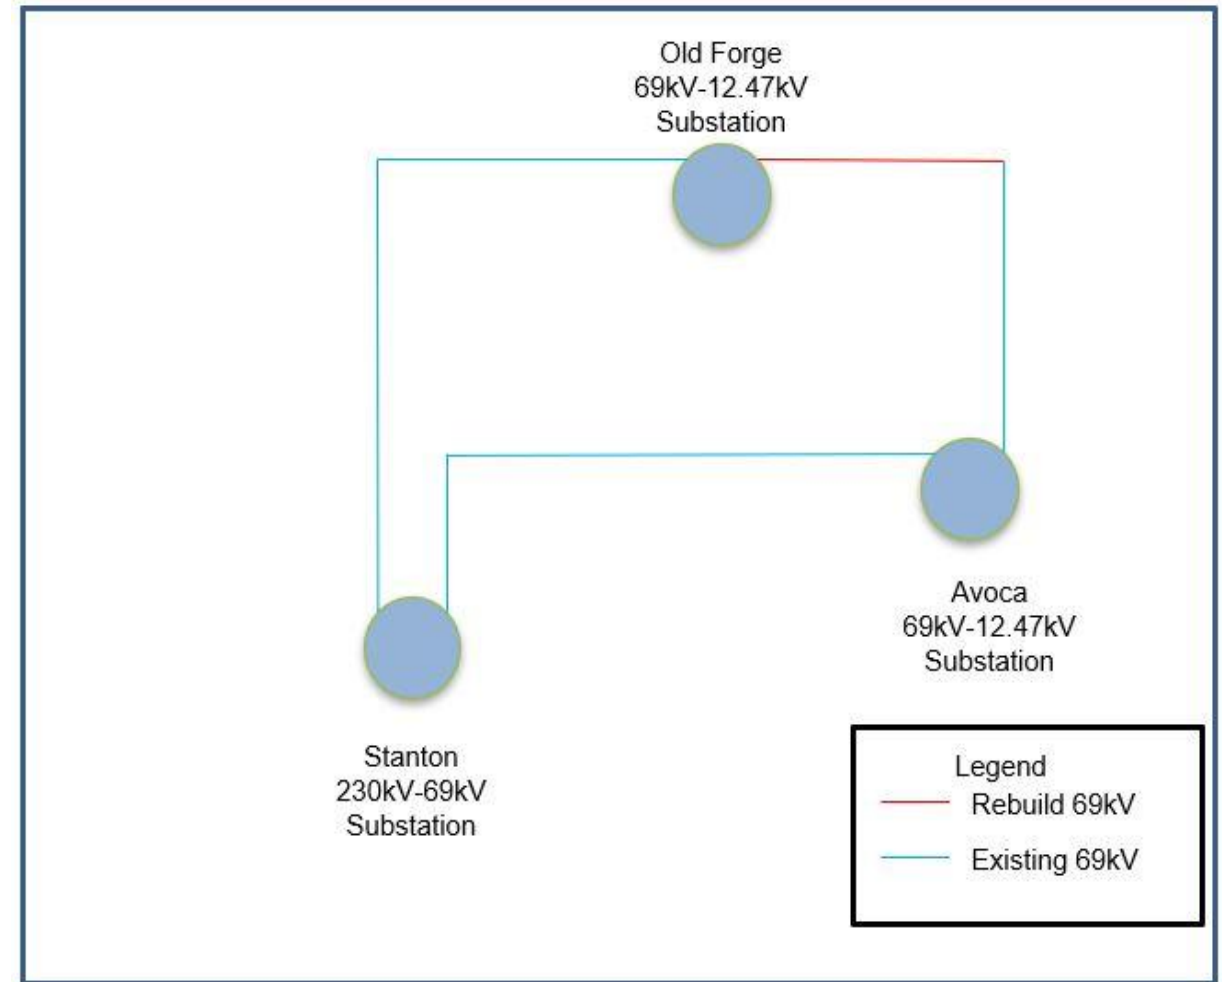 Old Forge
69kV-12.47kV
Substation
Avoca
69kV-12.47kV
Substation
Stanton
230kV-69kV
Substation
Legend
Rebuild 69kV
Existing 69kV